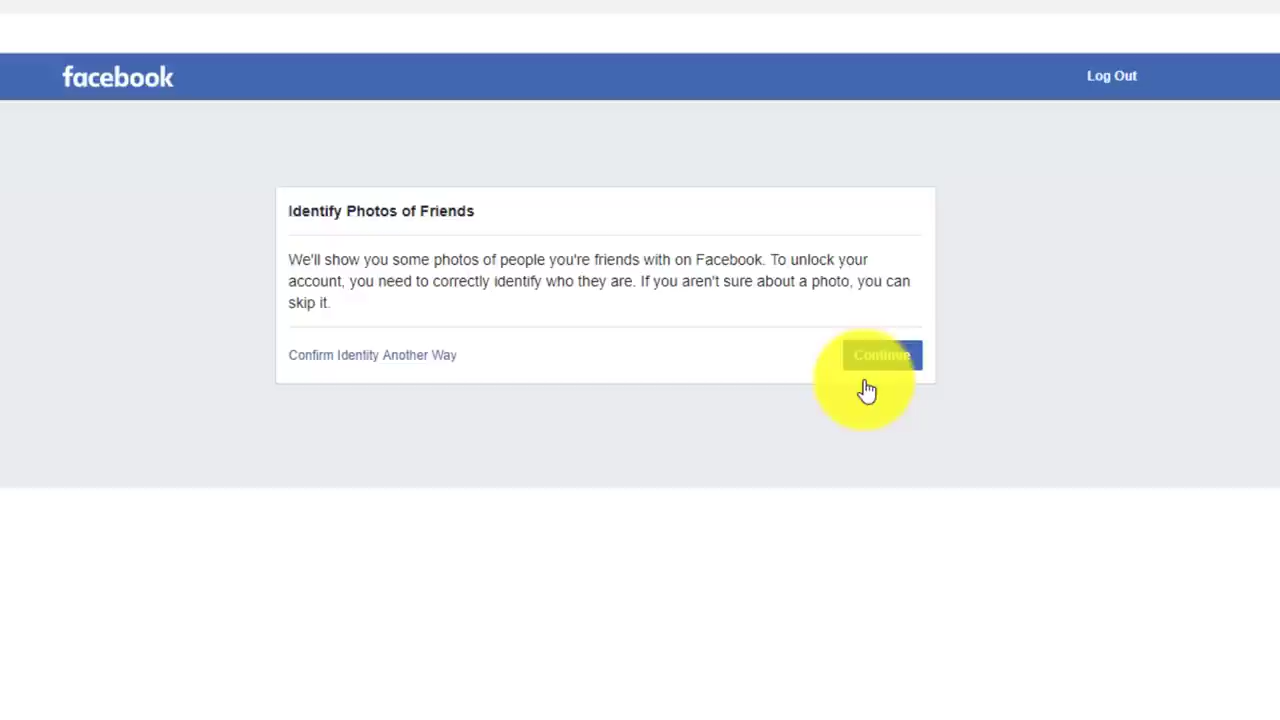 facebook
Log Out
Identify Photos of Friends
We'll show you some photos of people you're friends with on Facebook. To unlock your
account, you need to correctly identify who they are. If you aren't sure about a photo, you can
skip it.
Confirm Identity Another Way
Continue